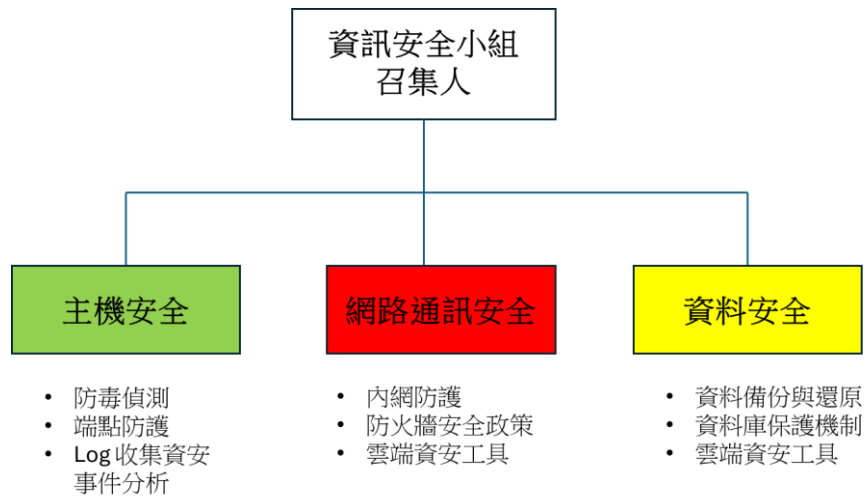 資訊安全小組
召集人
主機安全
• 防毒偵測
• 端點防護
• Log收集資安
事件分析
網路通訊安全
• 內網防護
• 防火牆安全政策
• 雲端資安工具
資料安全
• 資料備份與還原
• 資料庫保護機制
• 雲端資安工具